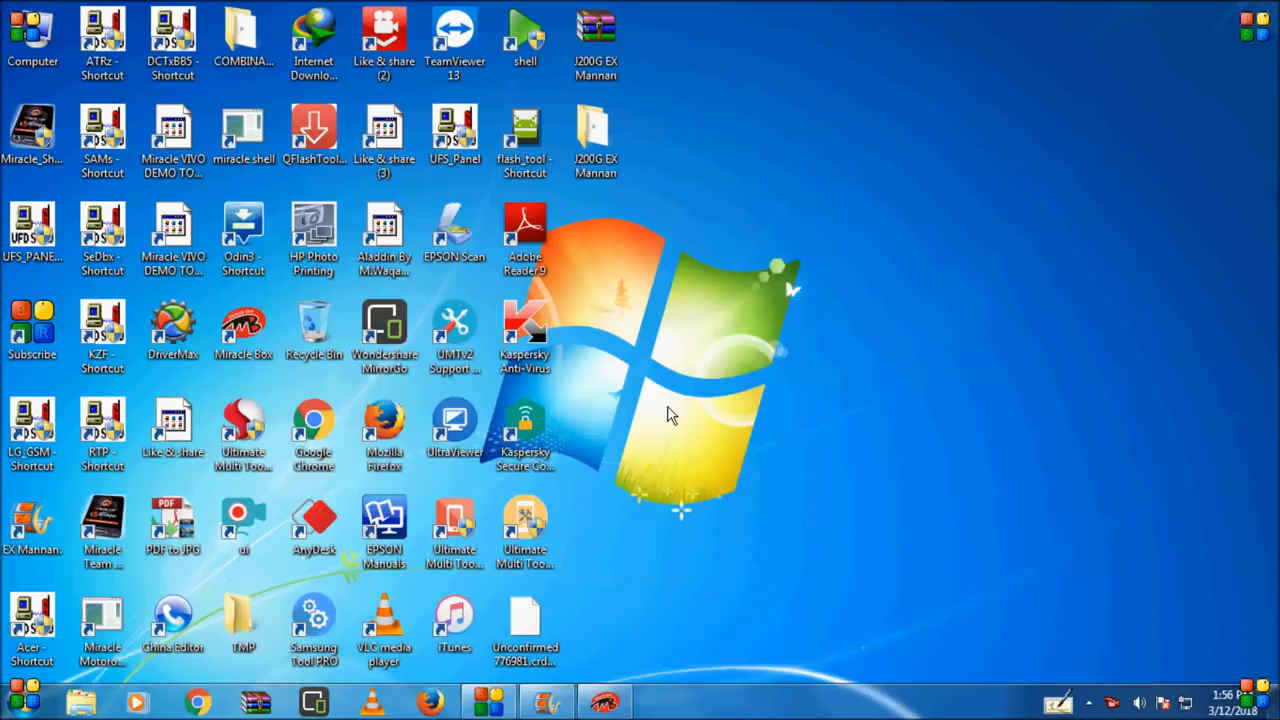 Computer
ATRz -
Shortcut
DCTxBB5 -
Shortcut
COMBINA...
Internet
Downlo...
Like & share
(2)
TeamViewer
13
shell
J200G EX
Mannan
Miracle_Sh...
SAMs -
Shortcut
Miracle VIVO
DEMO TO...
miracle shell
QFlashTool...
Like & share
(3)
UFS_Panel
flash_tool -
Shortcut
J200G EX
Mannan
UFS_PANE...
SeDbx -
Shortcut
Miracle VIVO
DEMO TO...
Odin3 -
Shortcut
HP Photo
Printing
Aladdin By
M.Waqa...
EPSON Scan
Adobe
Reader 9
Subscribe
KZF -
Shortcut
DriverMax
Miracle Box
Recycle Bin
Wondershare
MirrorGo
UMTv2
Support ...
Kaspersky
Anti-Virus
LG_GSM -
Shortcut
RTP -
Shortcut
Like & share
Ultimate
Multi Too...
Google
Chrome
Mozilla
Firefox
UltraViewer
Kaspersky
Secure Co...
EX Mannan.
Miracle
Team ...
PDF
PDF to JPG
ur
AnyDesk
EPSON
Manuals
Ultimate
Multi Too...
Ultimate
Multi Too...
Acer -
Shortcut
Miracle
Motoro...
China Editor
TMP
Samsung
Tool PRO
VLC media
player
iTunes
Unconfirmed
776981.crd...
1:56 P
3/12/2018